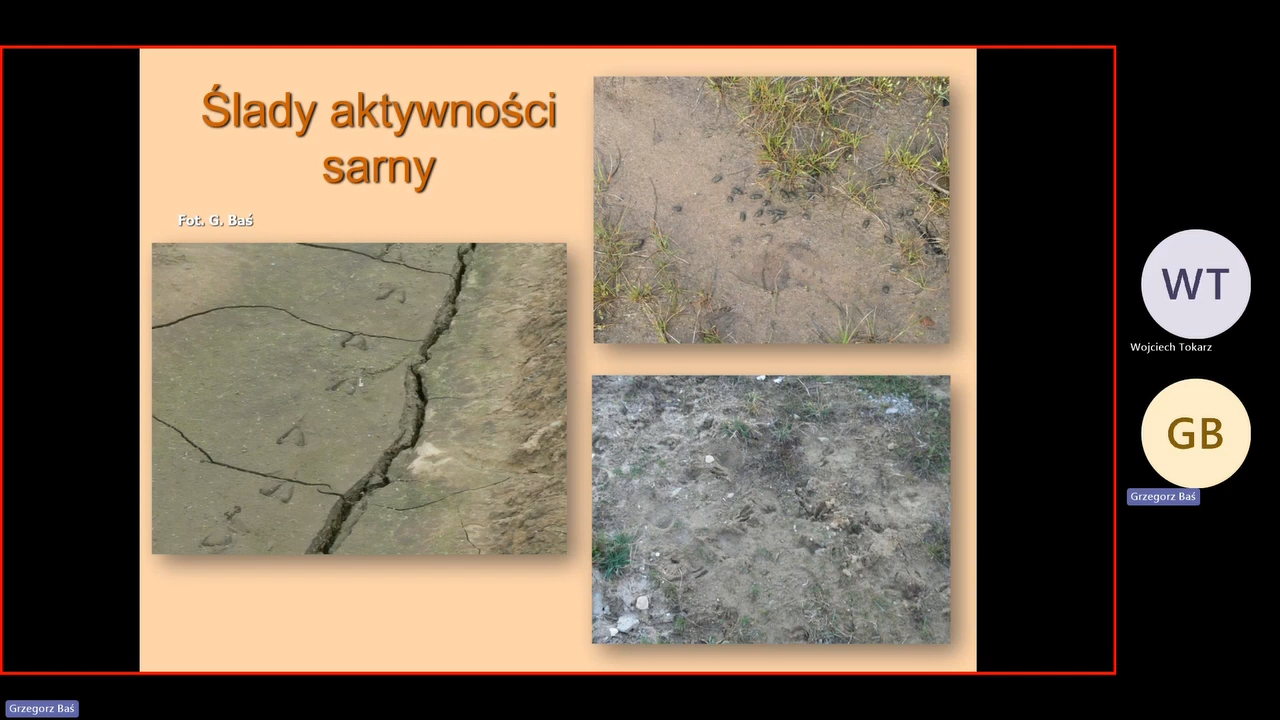 Ślady aktywności
sarny
Fot. G. Baś
WT
Wojciech Tokarz
GB
Grzegorz Baś
Grzegorz Baś